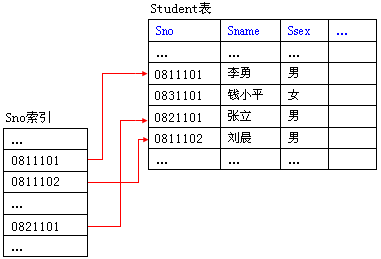 Student表
Sno Sname Ssex ...
... ... ...
0811101 李勇 男
0831101 钱小平 女
0821101 张立 男
0811102 刘晨 男
... ... ...
Sno索引
...
0811101
0811102
...
0821101
...